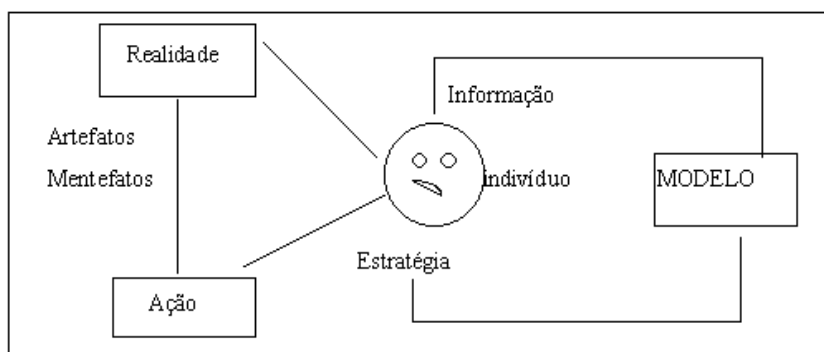 Realidade
Informação
Artefatos
Mentefatos
indivíduo
MODELO
Estratégia
Ação